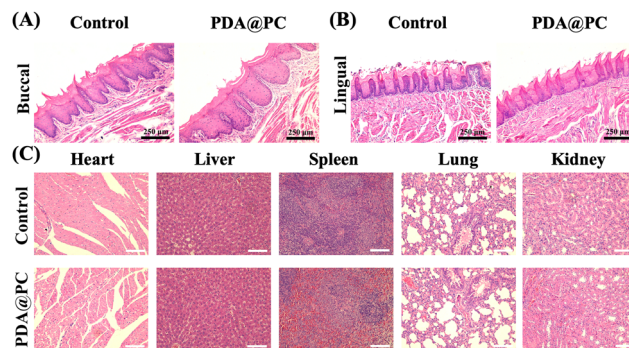 (A) Control PDA@PC
Buccal
250 μm 250 μm
(B) Control PDA@PC
Lingual
250 μm 250 μm
(C) Heart Liver Spleen Lung Kidney
Control
PDA@PC